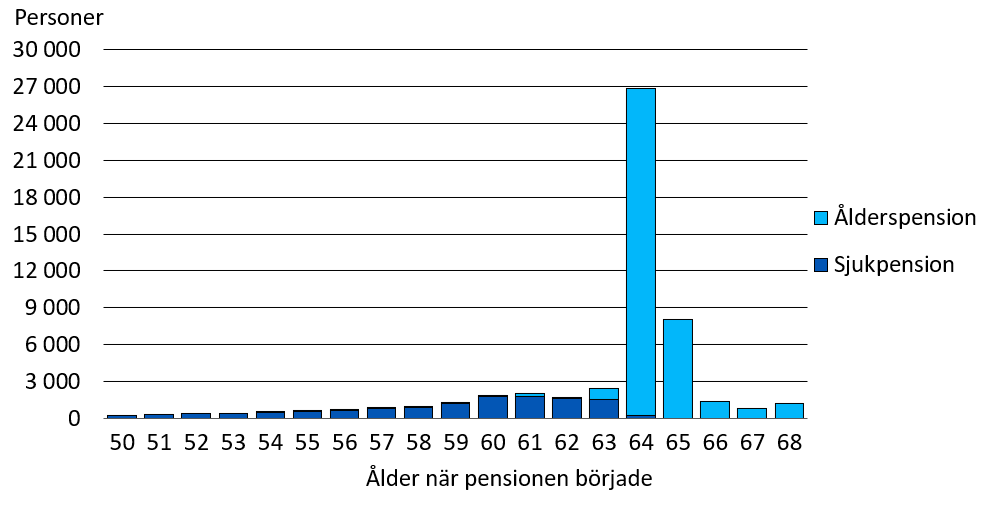 Personer
30 000
27 000
24 000
21 000
18 000
15 000
12 000
9 000
6 000
3 000
0
50 51 52 53 54 55 56 57 58 59 60 61 62 63 64 65 66 67 68
Ålder när pensionen började
Ålderspension
Sjukpension